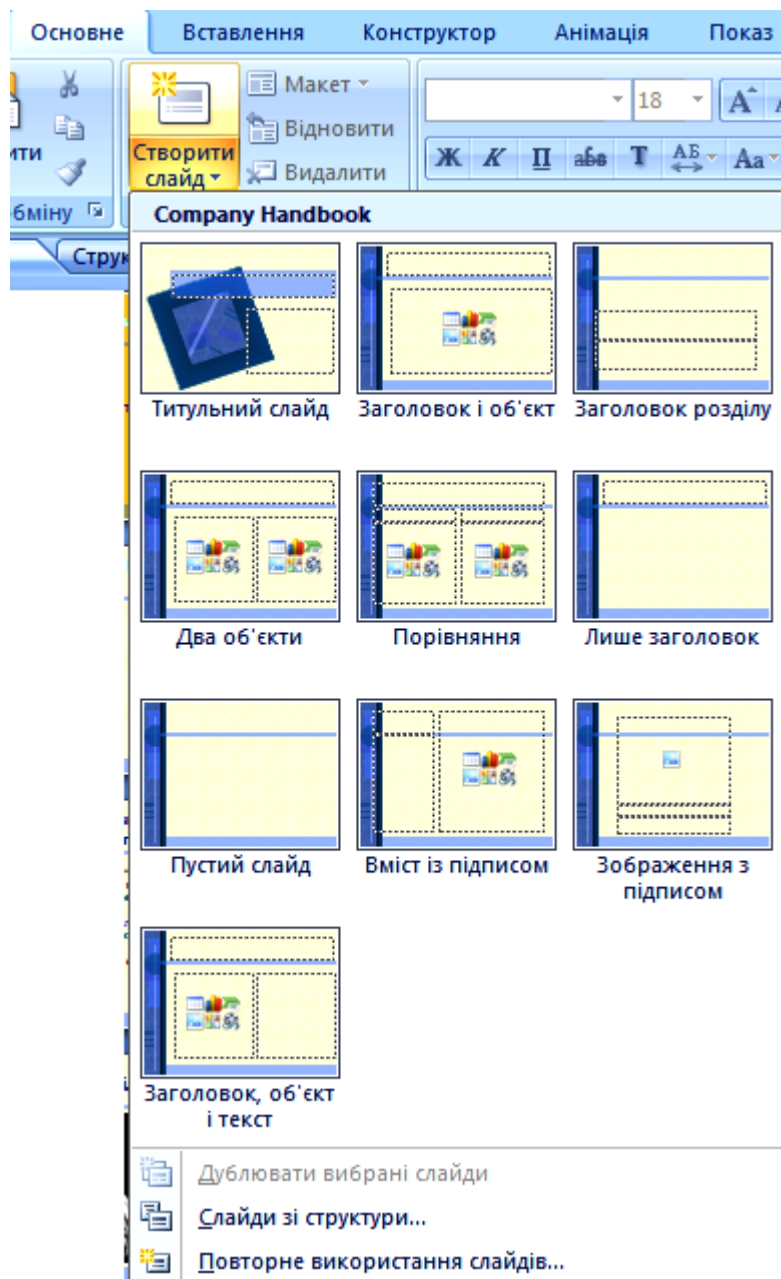 Основне Вставлення Конструктор Анімація Показ
Макет
18
Створити слайд
Відновити
Видалити
Ж К П abc Т АБ Аа
Company Handbook
Титульний слайд Заголовок і об'єкт Заголовок розділу
Два об'єкти Порівняння Лише заголовок
Пустий слайд Вміст із підписом Зображення з
підписом
Заголовок, об'єкт
і текст
Дублювати вибрані слайди
Слайди зі структури...
Повторне використання слайдів...